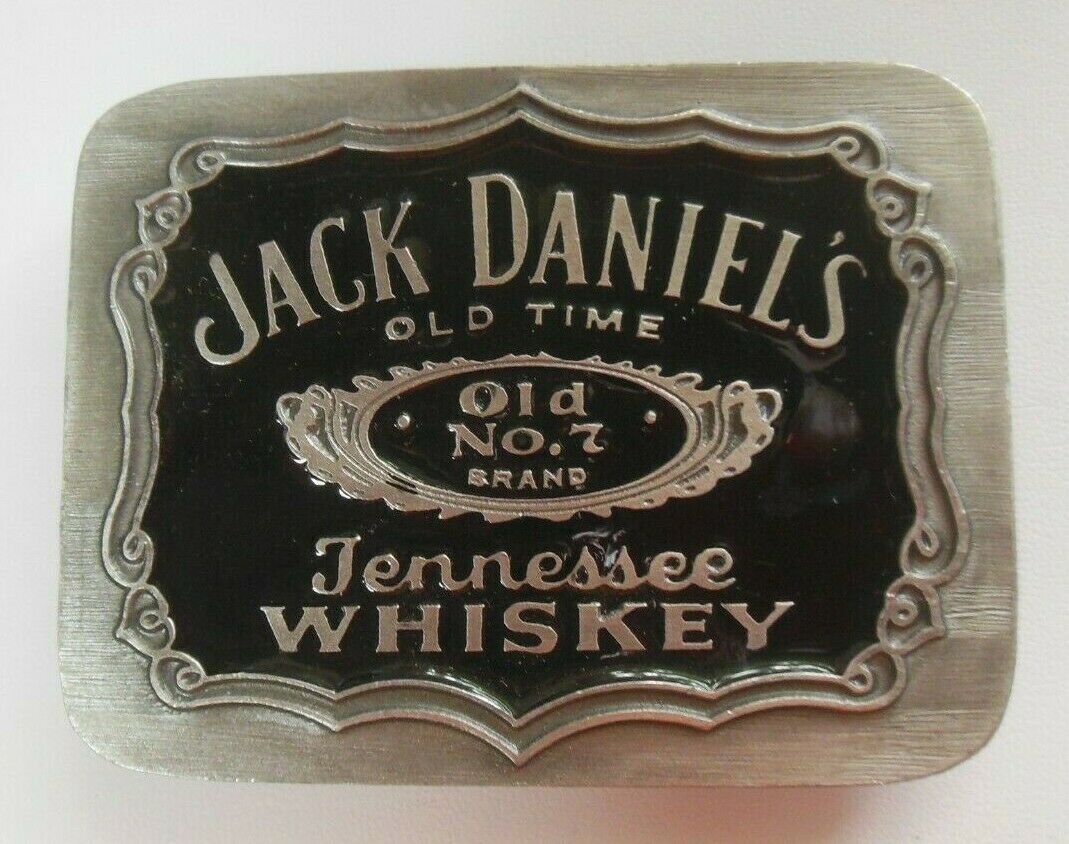 JACK DANIEL'S
OLD TIME
Old
No.7
BRAND
Tennessee
WHISKEY